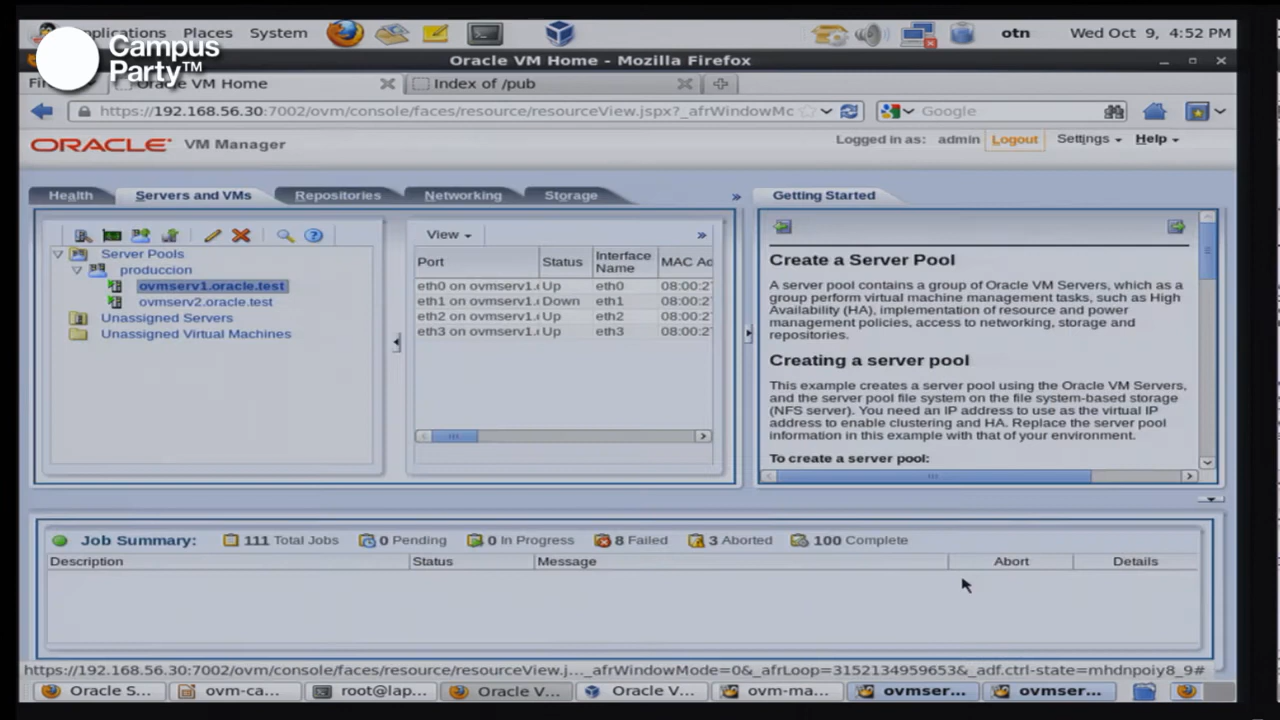 Campus
Party™
Applications Places System
otn Wed Oct 9, 4:52 PM
Oracle VM Home - Mozilla Firefox
Oracle VM Home
Index of /pub
https://192.168.56.30:7002/ovm/console/faces/resource/resourceView.jspx?_afrWindowMc
Google
ORACLE VM Manager
Logged in as: admin Logout Settings Help
Health Servers and VMs Repositories Networking Storage »
Getting Started
Server Pools
produccion
ovmserv1.oracle.test
ovmserv2.oracle.test
Unassigned Servers
Unassigned Virtual Machines
View »
Port Status Interface Name MAC Ad
eth0 on ovmserv1.( Up eth0 08:00:2
eth1 on ovmserv1.( Down eth1 08:00:2
eth2 on ovmserv1.( Up eth2 08:00:2
eth3 on ovmserv1.( Up eth3 08:00:2
Create a Server Pool
A server pool contains a group of Oracle VM Servers, which as a
group perform virtual machine management tasks, such as High
Availability (HA), implementation of resource and power
management policies, access to networking, storage and
repositories.
Creating a server pool
This example creates a server pool using the Oracle VM Servers,
and the server pool file system on the file system-based storage
(NFS server). You need an IP address to use as the virtual IP
address to enable clustering and HA. Replace the server pool
information in this example with that of your environment.
To create a server pool:
Job Summary: 111 Total Jobs 0 Pending 0 In Progress 8 Failed 3 Aborted 100 Complete
Description Status Message Abort Details
https://192.168.56.30:7002/ovm/console/faces/resource/resourceView.j..._afrWindowMode=0&_afrLoop=3152134959653&_adf.ctrl-state=mhdnpoiy8_9#
Oracle S... ovm-ca... root@lap... Oracle V... Oracle V... ovm-ma... ovmser... ovmser...